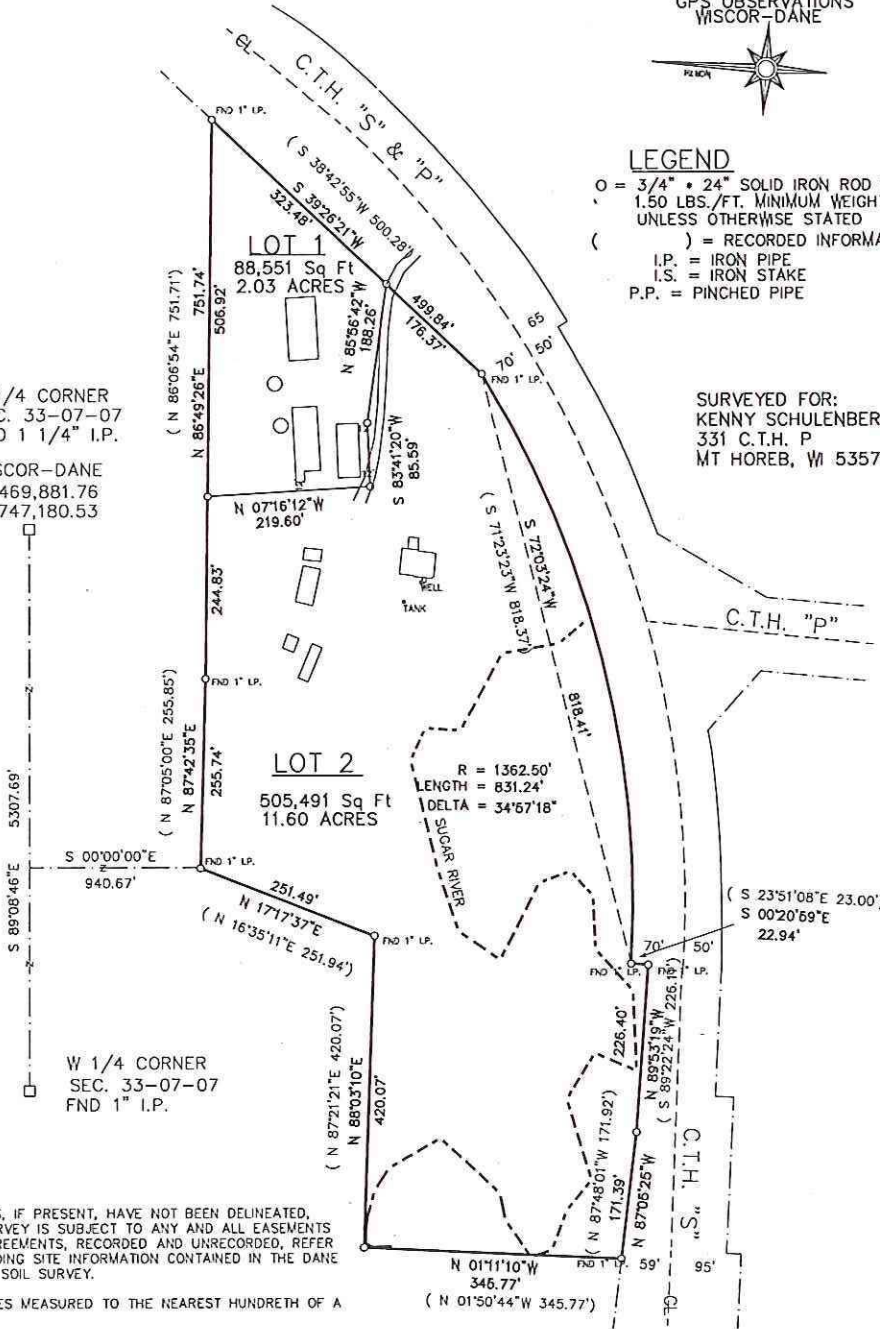 GPS OBSERVATIONS
WISCOR-DANE
LEGEND
O = 3/4" * 24" SOLID IRON ROD
1.50 LBS./FT. MINIMUM WEIGH
UNLESS OTHERWISE STATED
( ) = RECORDED INFORMA
I.P. = IRON PIPE
I.S. = IRON STAKE
P.P. = PINCHED PIPE
SURVEYED FOR:
KENNY SCHULENBER
331 C.T.H. P
MT HOREB, WI 5357
CL
C.T.H. "S" & "P"
FND 1" I.P.
( S 38°42'55"W 500.28')
S 39°26'21"W
323.48'
LOT 1
88,551 Sq Ft
2.03 ACRES
499.84'
176.37'
65
50'
70'
FND 1" I.P.
N 85°56'42"W
188.26'
( N 86°06'54"E 751.71')
N 86°49'26"E 751.74'
506.92'
/4 CORNER
C. 33-07-07
D 1 1/4" I.P.
SCOR-DANE
469,881.76
747,180.53
S 83°41'20"W
85.59'
N 07°16'12"W
219.60'
( S 71°23'23"W 818.37')
S 72°03'24"W
818.41'
WELL
TANK
C.T.H. "P"
244.83'
FND 1" I.P.
( N 87°05'00"E 255.85')
N 87°42'35"E
255.74'
LOT 2
505,491 Sq Ft
11.60 ACRES
R = 1362.50'
LENGTH = 831.24'
DELTA = 34°57'18"
SUGAR RIVER
S 89°08'46"E 5307.69'
S 00°00'00"E
940.67'
FND 1" I.P.
251.49'
N 17°17'37"E
( N 16°35'11"E 251.94')
FND 1" I.P.
( S 23°51'08"E 23.00'
S 00°20'59"E
22.94'
70'
50'
FND 1" I.P.
FND 1" I.P.
226.40'
N 89°53'19"W
W 1/4 CORNER
SEC. 33-07-07
FND 1" I.P.
( N 87°21'21"E 420.07')
N 88°03'10"E
420.07'
( N 87°48'01"W 171.92')
171.39'
N 87°05'25"W
C.T.H. "S"
FND 1" I.P.
59'
95'
CL
N 01°11'10"W
345.77'
( N 01°50'44"W 345.77')
S, IF PRESENT, HAVE NOT BEEN DELINEATED,
RVEY IS SUBJECT TO ANY AND ALL EASEMENTS
REEMENTS, RECORDED AND UNRECORDED, REFER
DING SITE INFORMATION CONTAINED IN THE DANE
SOIL SURVEY.
ES MEASURED TO THE NEAREST HUNDRETH OF A